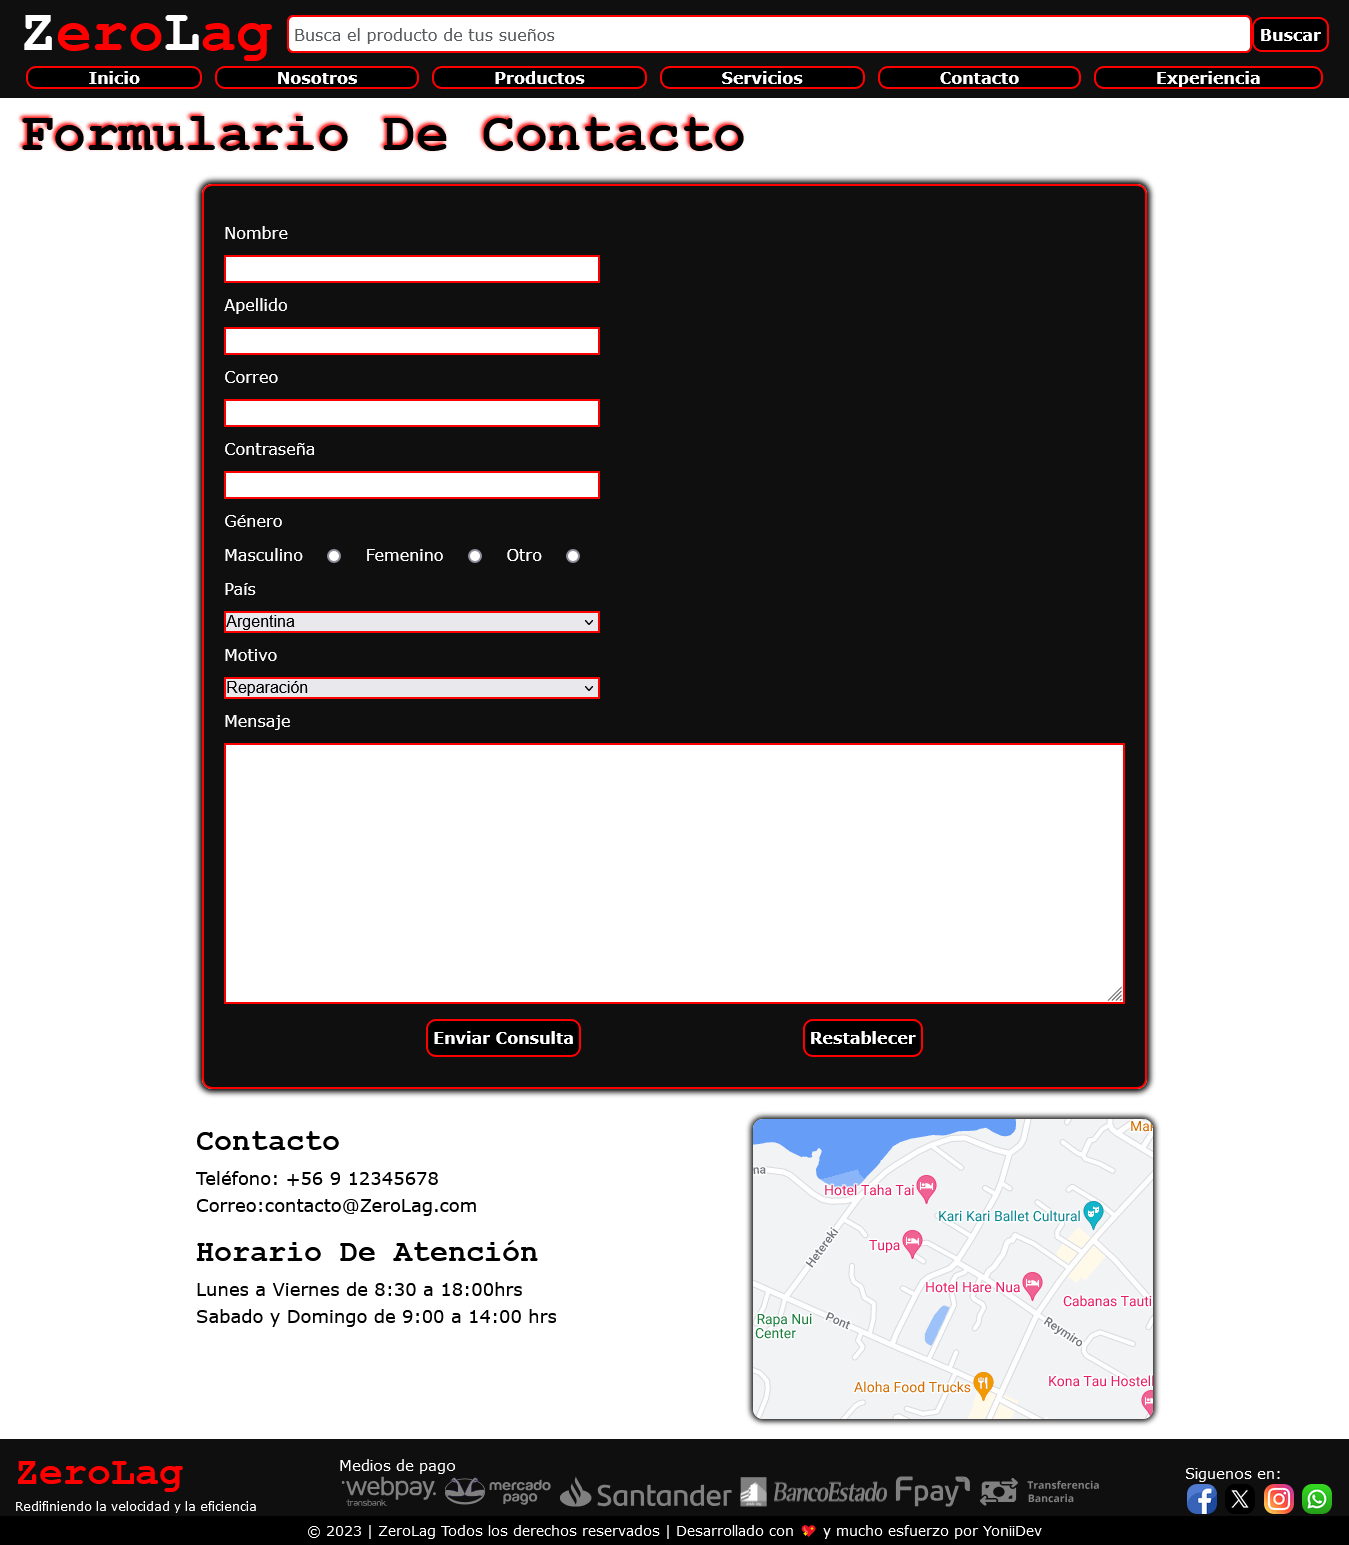 ZeroLag
Busca el producto de tus sueños
Buscar
Inicio
Nosotros
Productos
Servicios
Contacto
Experiencia
Formulario De Contacto
Nombre
Apellido
Correo
Contraseña
Género
Masculino
Femenino
Otro
País
Argentina
Motivo
Reparación
Mensaje
Enviar Consulta
Restablecer
Contacto
Teléfono: +56 9 12345678
Correo:contacto@ZeroLag.com
Horario De Atención
Lunes a Viernes de 8:30 a 18:00hrs
Sabado y Domingo de 9:00 a 14:00 hrs
Mar
na
Hotel Taha Tai
Kari Kari Ballet Cultural
Hetereki
Tupa
Hotel Hare Nua
Cabanas Tauti
Rapa Nui
Center
Pont
Reymiro
Aloha Food Trucks
Kona Tau Hostell
ZeroLag
Redifiniendo la velocidad y la eficiencia
Medios de pago
webpay.
transbank.
mercado
pago
Santander
BancoEstado
Fpay
Transferencia
Bancaria
Siguenos en:
© 2023 | ZeroLag Todos los derechos reservados | Desarrollado con 💖 y mucho esfuerzo por YoniiDev